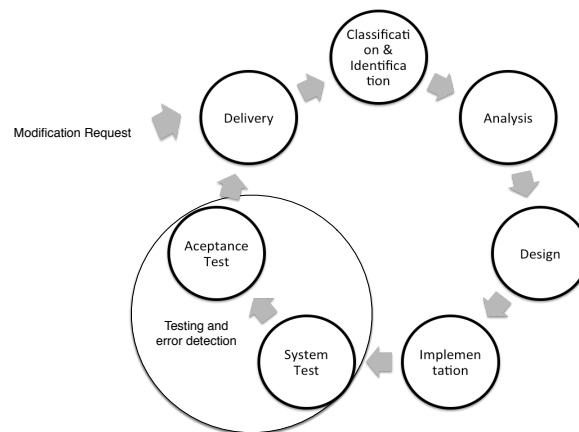 Classificati
on &
Identifica
tion
Delivery
Analysis
Modification Request
Aceptance
Test
Design
Testing and
error detection
System
Test
Implemen
tation